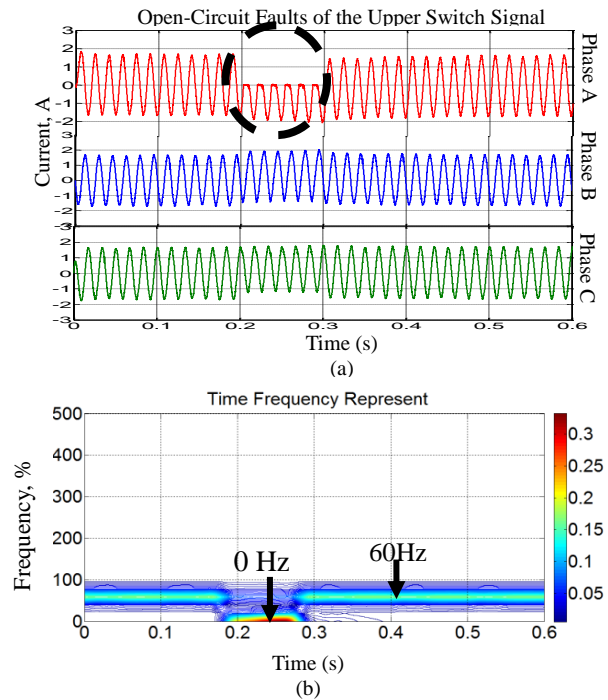 Open-Circuit Faults of the Upper Switch Signal
Current, A
3
2
1
0
-1
-2
3
Phase A
2
1
0
1
2
3
Phase B
2
1
0
-1
-2
-3
Phase C
0 0.1 0.2 0.3 0.4 0.5 0.6
Time (s)
(a)
Time Frequency Represent
Frequency, %
500
400
300
200
100
0
0 Hz
60Hz
0 0.1 0.2 0.3 0.4 0.5 0.6
0.3
0.25
0.2
0.15
0.1
0.05
Time (s)
(b)